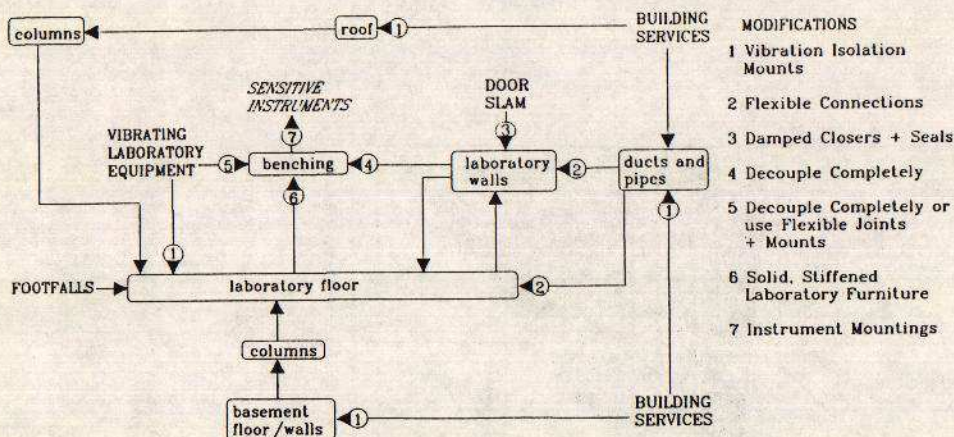 BUILDING
SERVICES
columns
roof
1
MODIFICATIONS
1 Vibration Isolation
Mounts
2 Flexible Connections
3 Damped Closers + Seals
4 Decouple Completely
5 Decouple Completely or
use Flexible Joints
+ Mounts
6 Solid, Stiffened
Laboratory Furniture
7 Instrument Mountings
SENSITIVE
INSTRUMENTS
7
DOOR
SLAM
3
VIBRATING
LABORATORY
EQUIPMENT
5
benching
4
laboratory
walls
2
ducts and
pipes
6
1
1
FOOTFALLS
laboratory floor
2
columns
basement
floor/walls
1
BUILDING
SERVICES